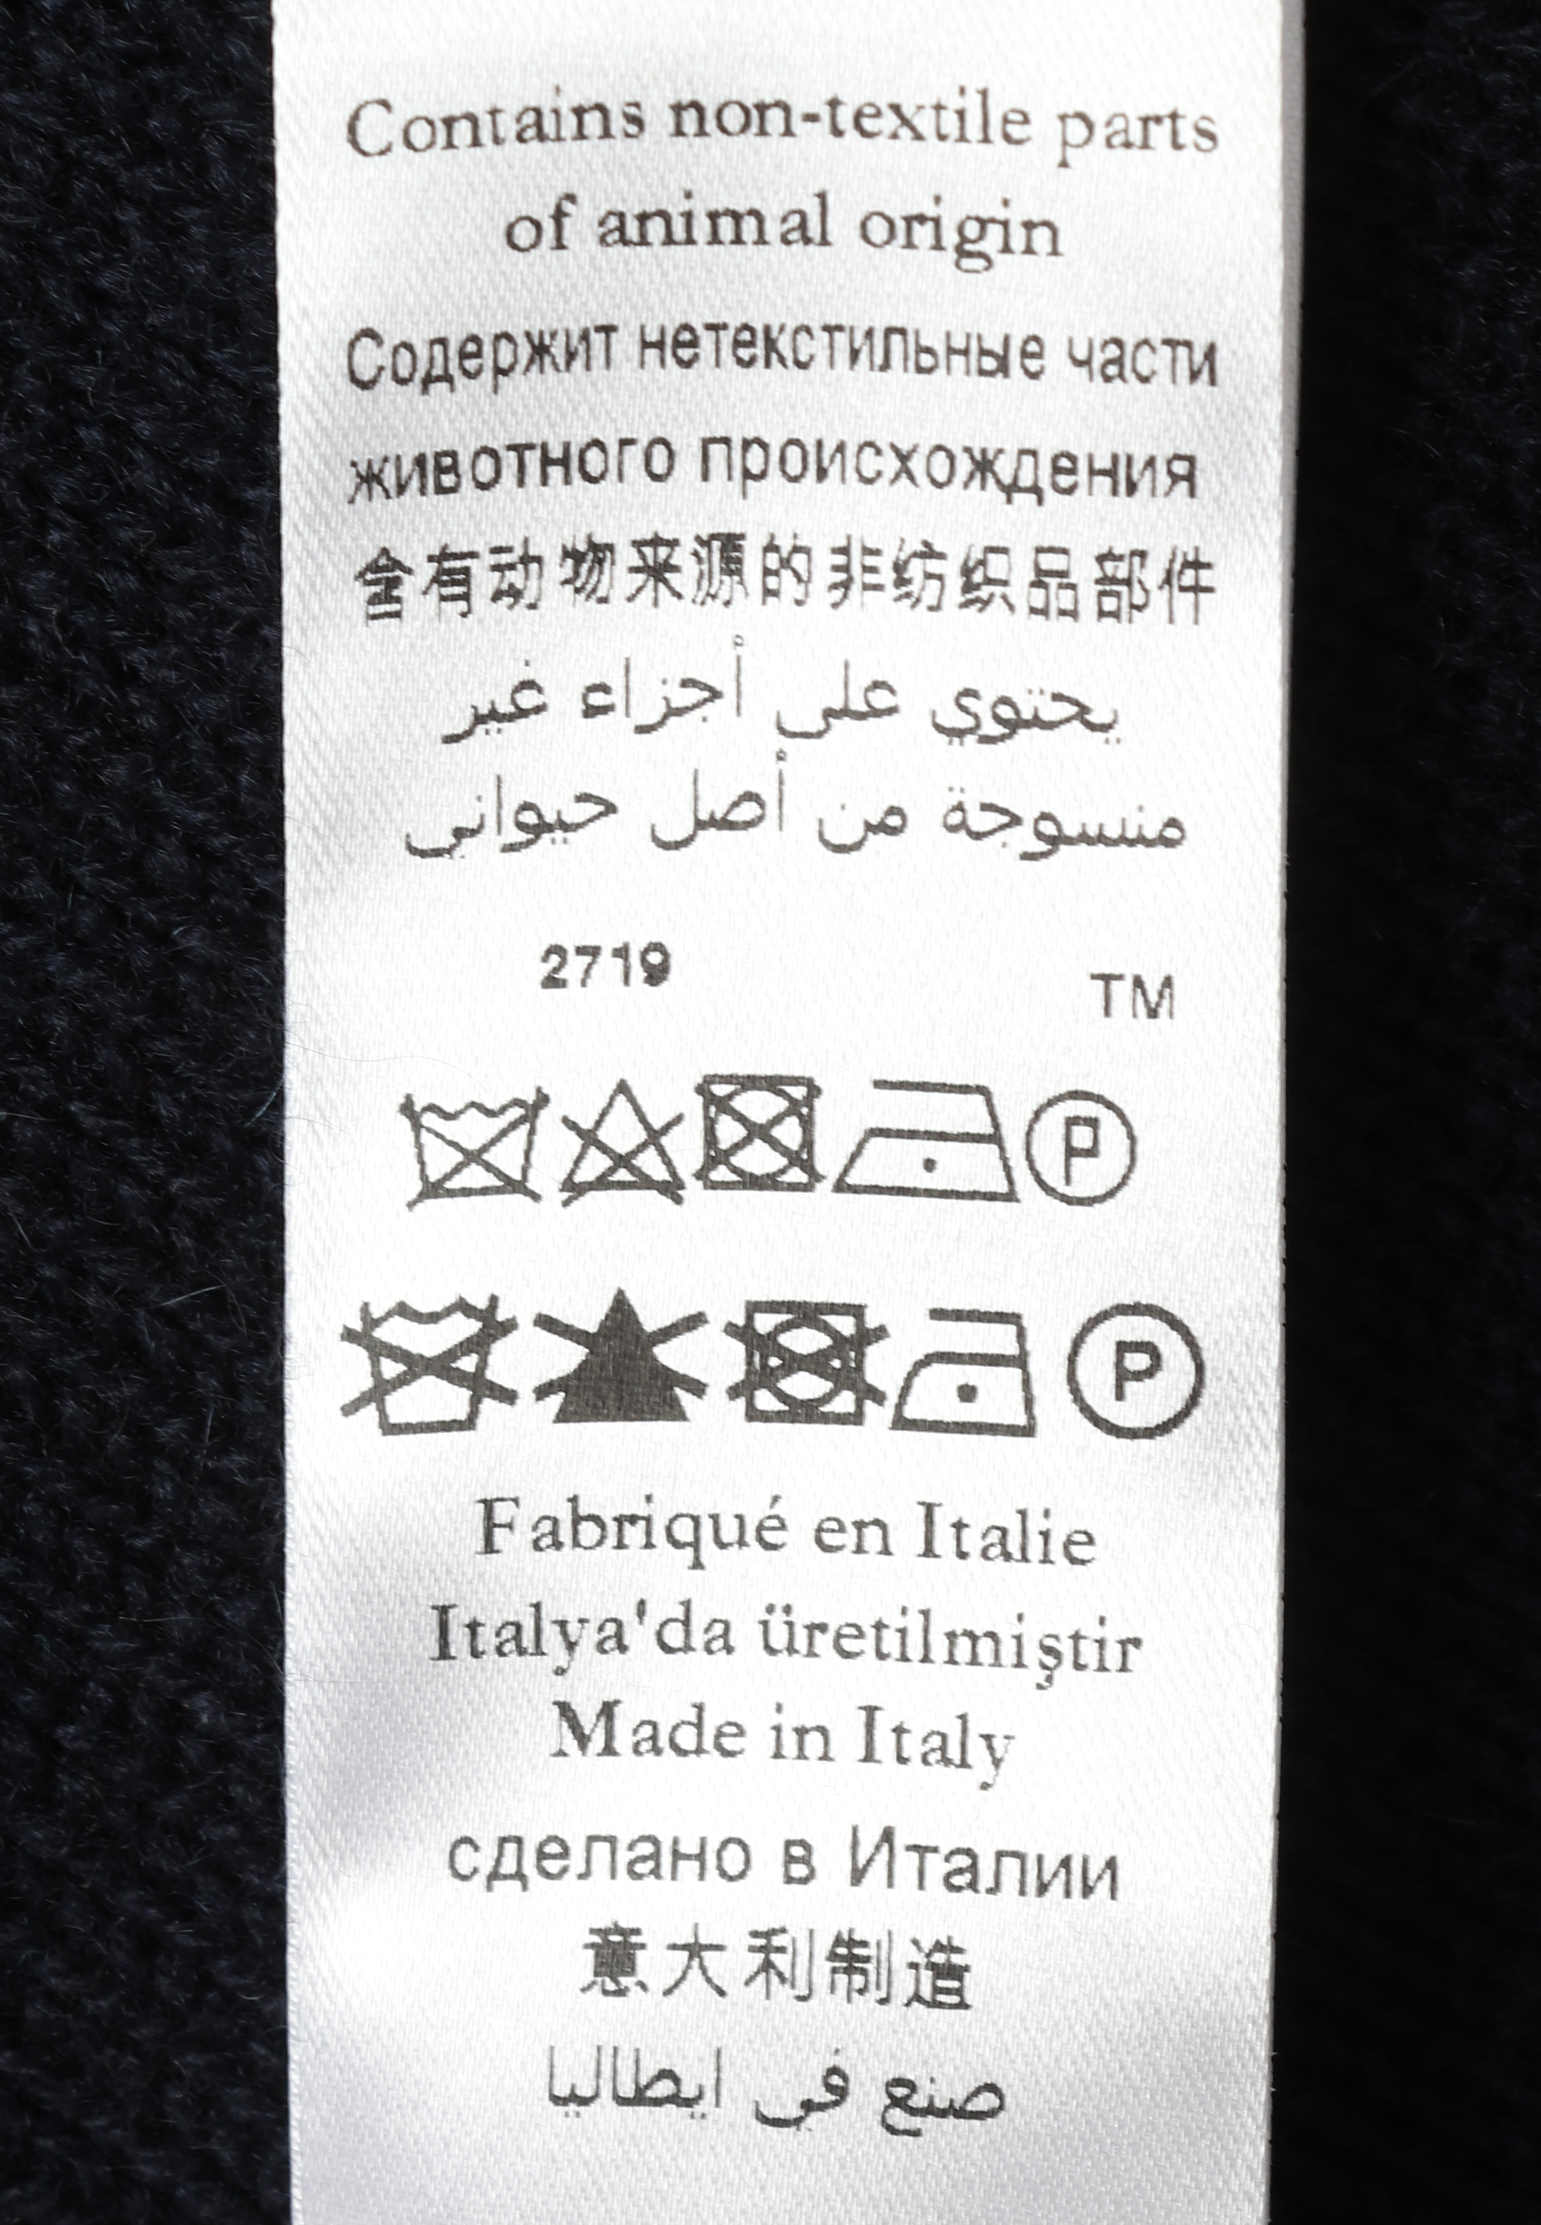 Contains non-textile parts
of animal origin
Содержит нетекстильные части
животного происхождения
含有动物来源的非纺织品部件
يحتوي على أجزاء غير
منسوجة من أصل حيواني
2719 TM
P
P
Fabriqué en Italie
Italya'da üretilmiştir
Made in Italy
сделано в Италии
意大利制造
صنع في ايطاليا